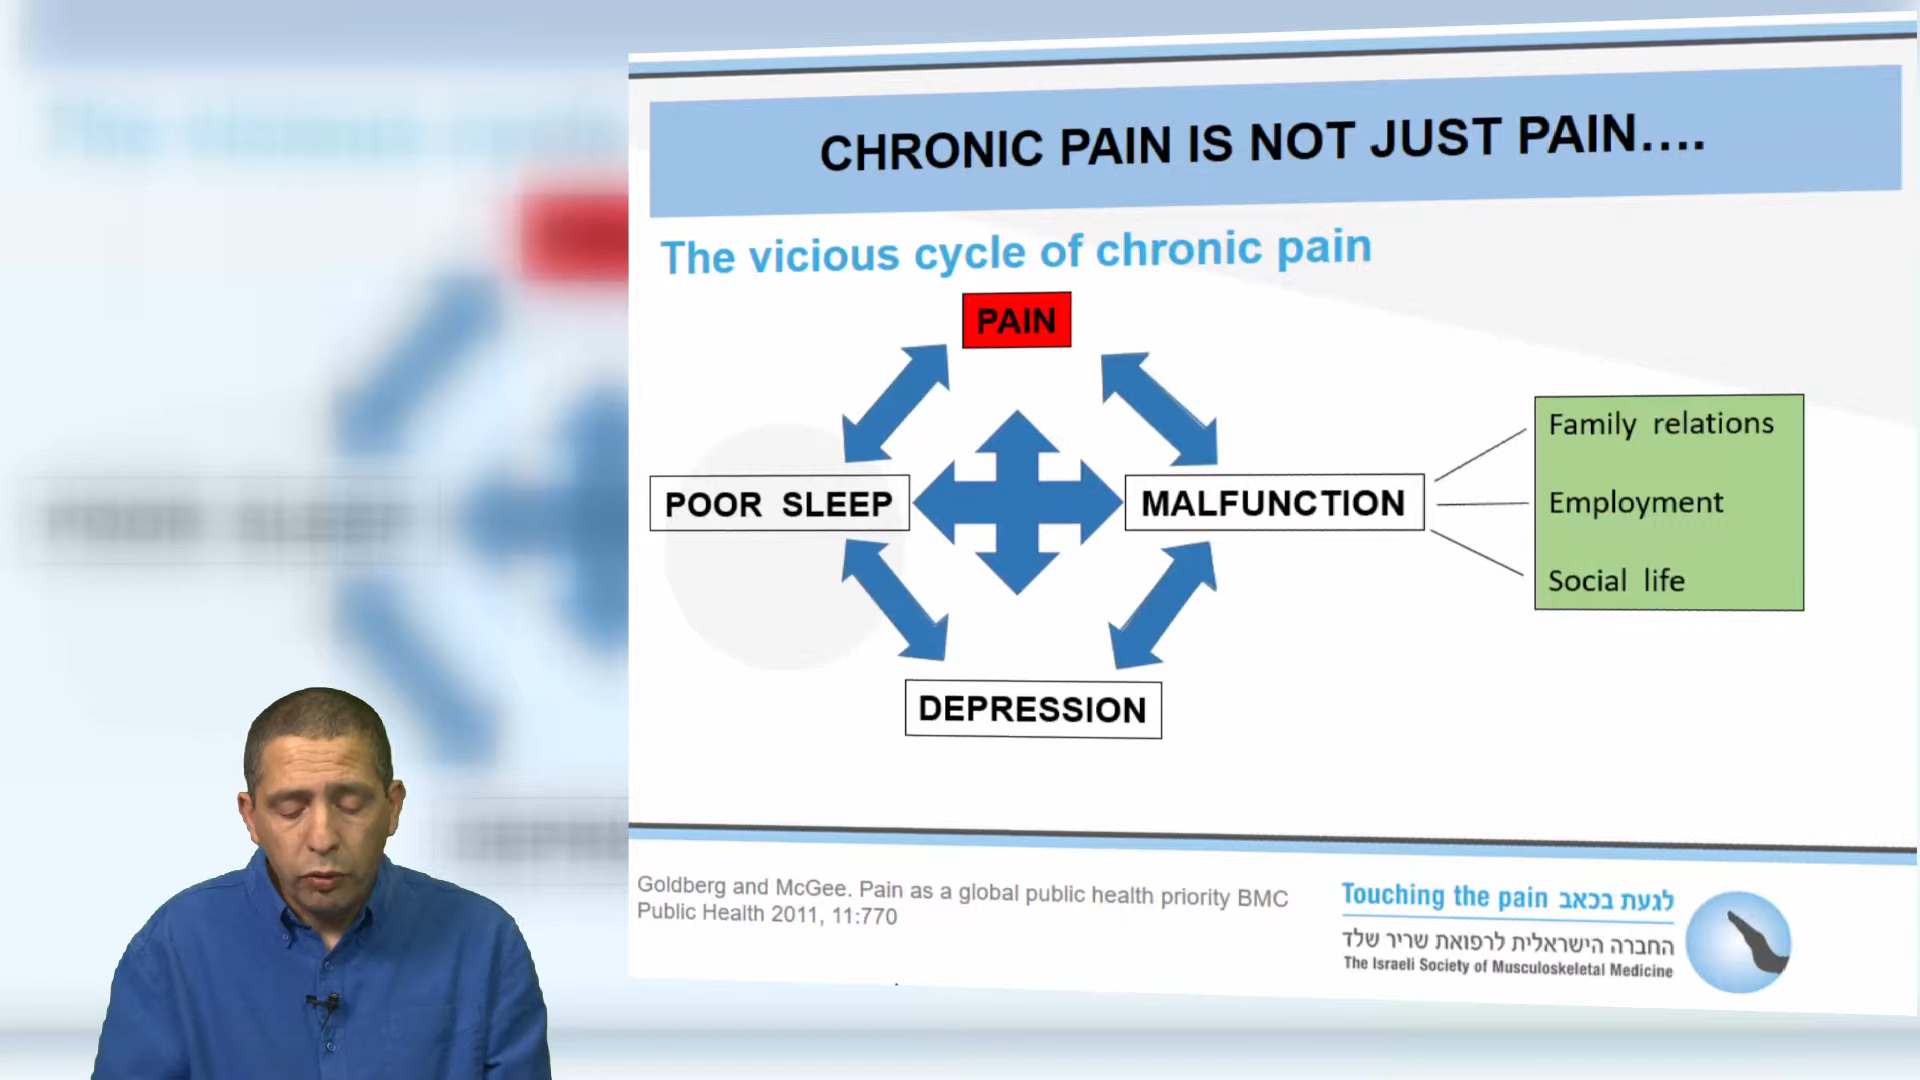 CHRONIC PAIN IS NOT JUST PAIN....
The vicious cycle of chronic pain
PAIN
POOR SLEEP
MALFUNCTION
DEPRESSION
Family relations
Employment
Social life
Goldberg and McGee. Pain as a global public health priority BMC
Public Health 2011, 11:770
Touching the pain לגעת בכאב
החברה הישראלית לרפואת שריר שלד
The Israeli Society of Musculoskeletal Medicine